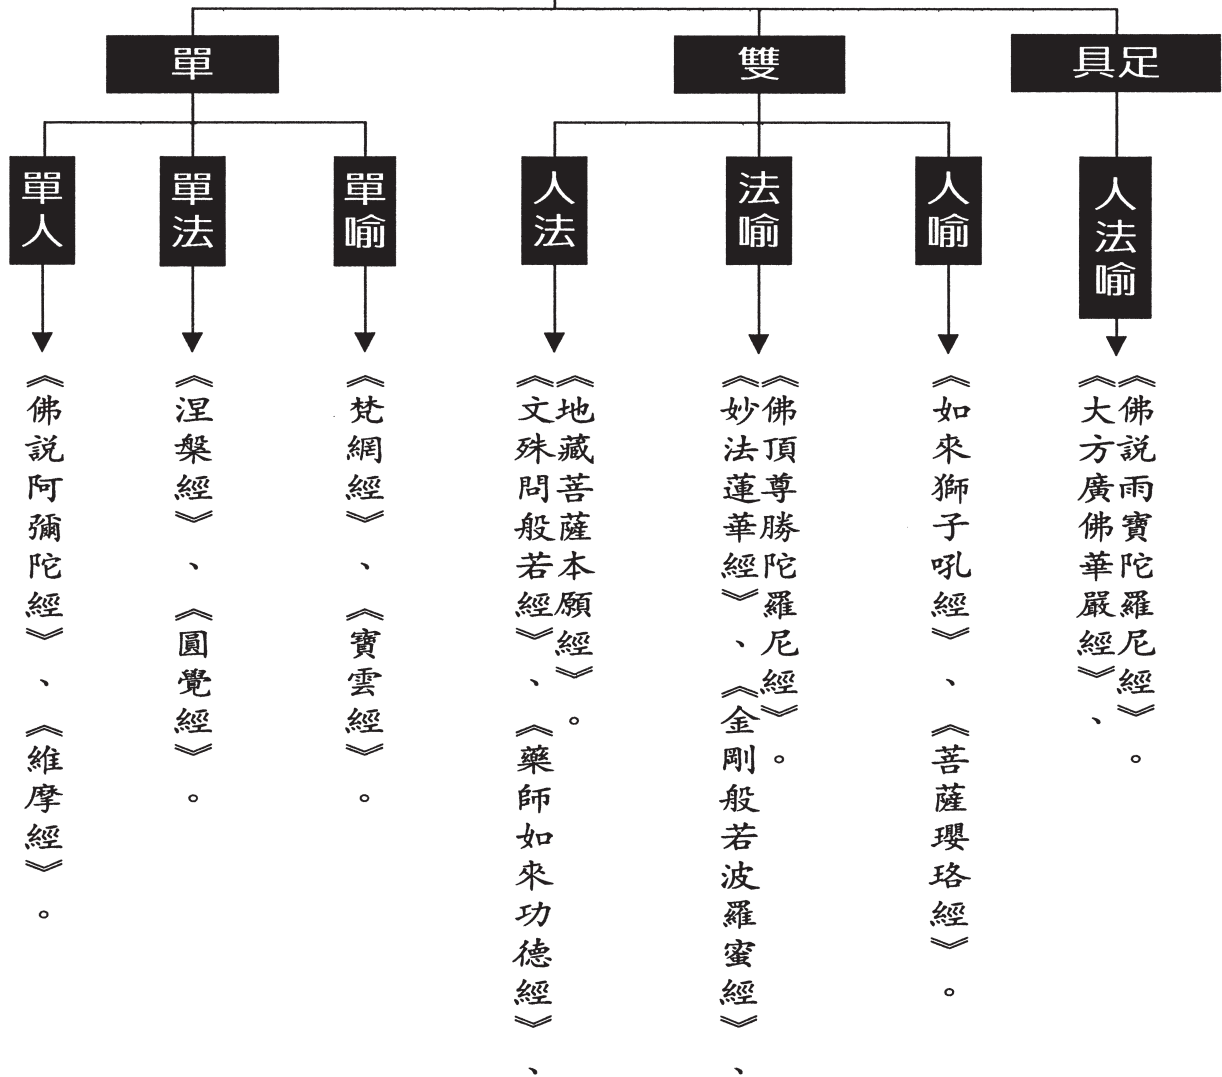 單
雙
具足
單人
單法
單喻
人法
法喻
人喻
人法喻
《佛說阿彌陀經》、《維摩經》。
《涅槃經》、《圓覺經》。
《梵網經》、《寶雲經》。
《文殊問般若經》、《藥師如來功德經》、
《地藏菩薩本願經》。
《妙法蓮華經》、《金剛般若波羅蜜經》、
《佛頂尊勝陀羅尼經》。
《如來獅子吼經》、《菩薩瓔珞經》。
《大方廣佛華嚴經》、
《佛說雨寶陀羅尼經》。